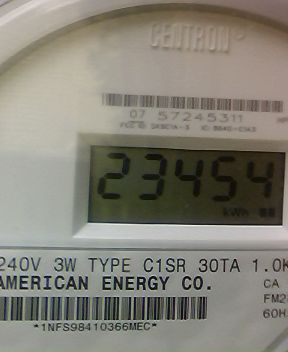 CENTRON®
07 57245311
23454
kWh
240V 3W TYPE C1SR 30TA 1.0K
AMERICAN ENERGY CO.
CA
FM2
60H
*1NFS98410366MEC*